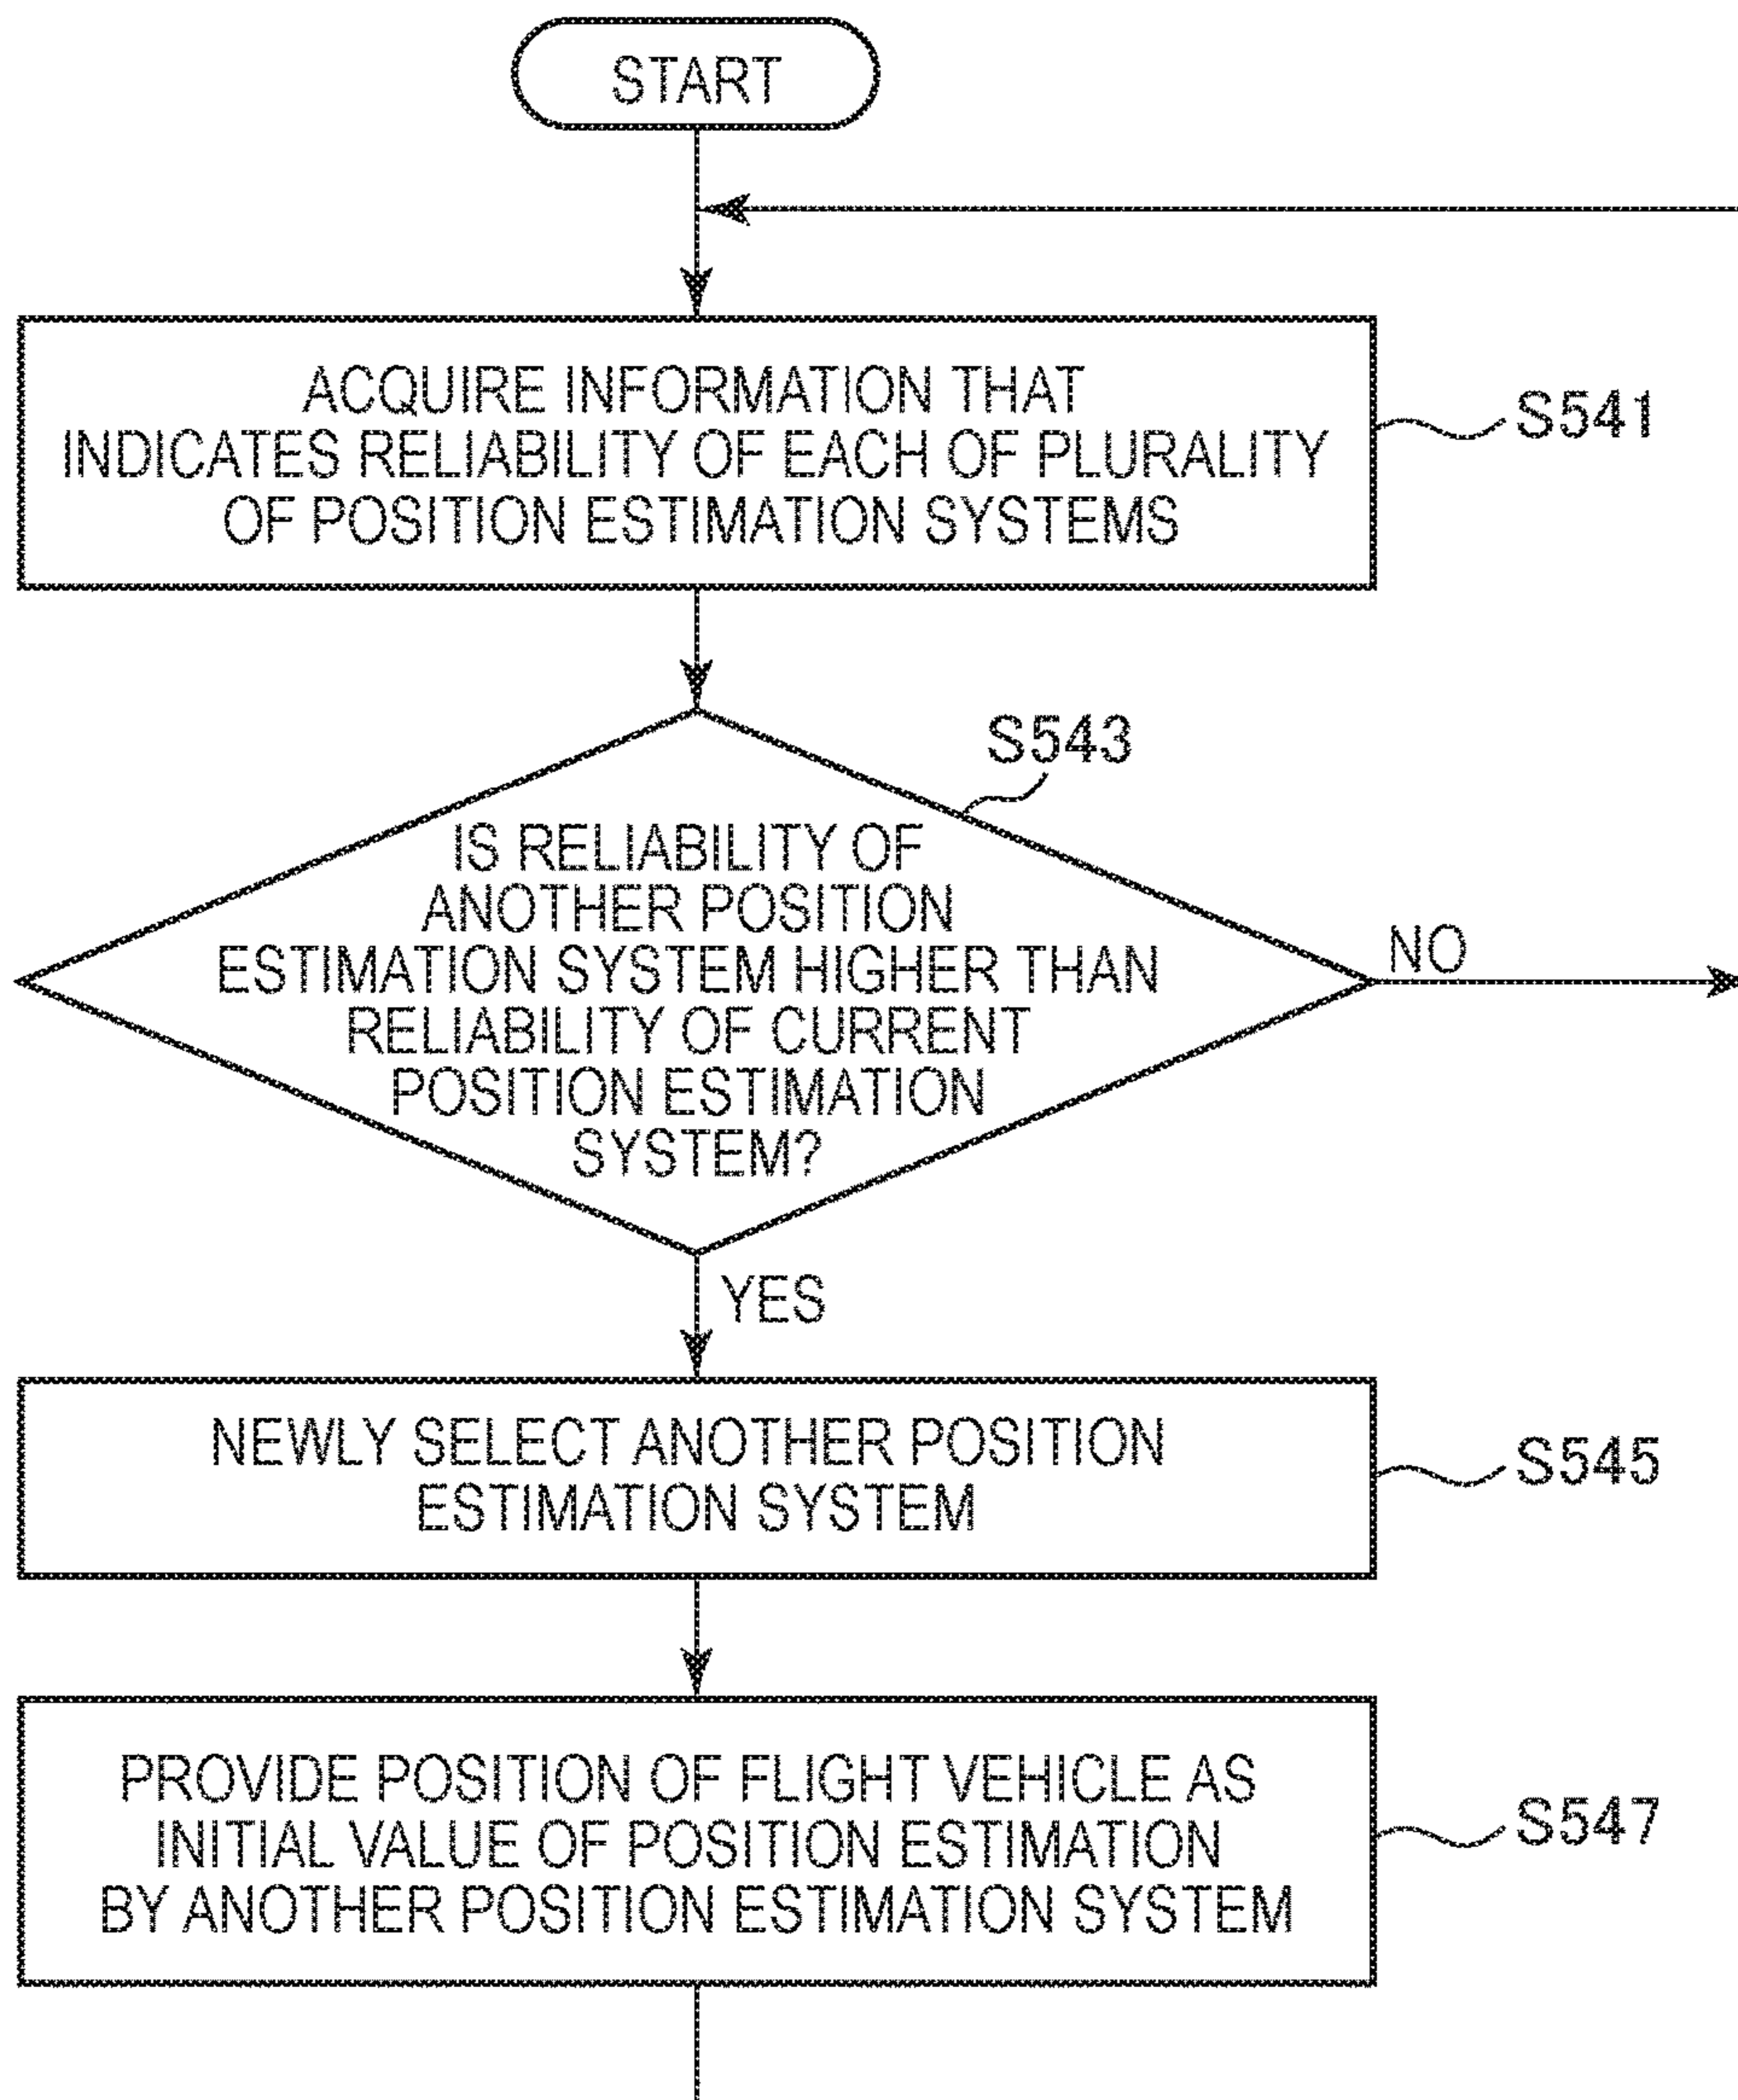 START
ACQUIRE INFORMATION THAT
INDICATES RELIABILITY OF EACH OF PLURALITY
OF POSITION ESTIMATION SYSTEMS
S541
S543
IS RELIABILITY OF
ANOTHER POSITION
ESTIMATION SYSTEM HIGHER THAN
RELIABILITY OF CURRENT
POSITION ESTIMATION
SYSTEM?
NO
YES
NEWLY SELECT ANOTHER POSITION
ESTIMATION SYSTEM
S545
PROVIDE POSITION OF FLIGHT VEHICLE AS
INITIAL VALUE OF POSITION ESTIMATION
BY ANOTHER POSITION ESTIMATION SYSTEM
S547